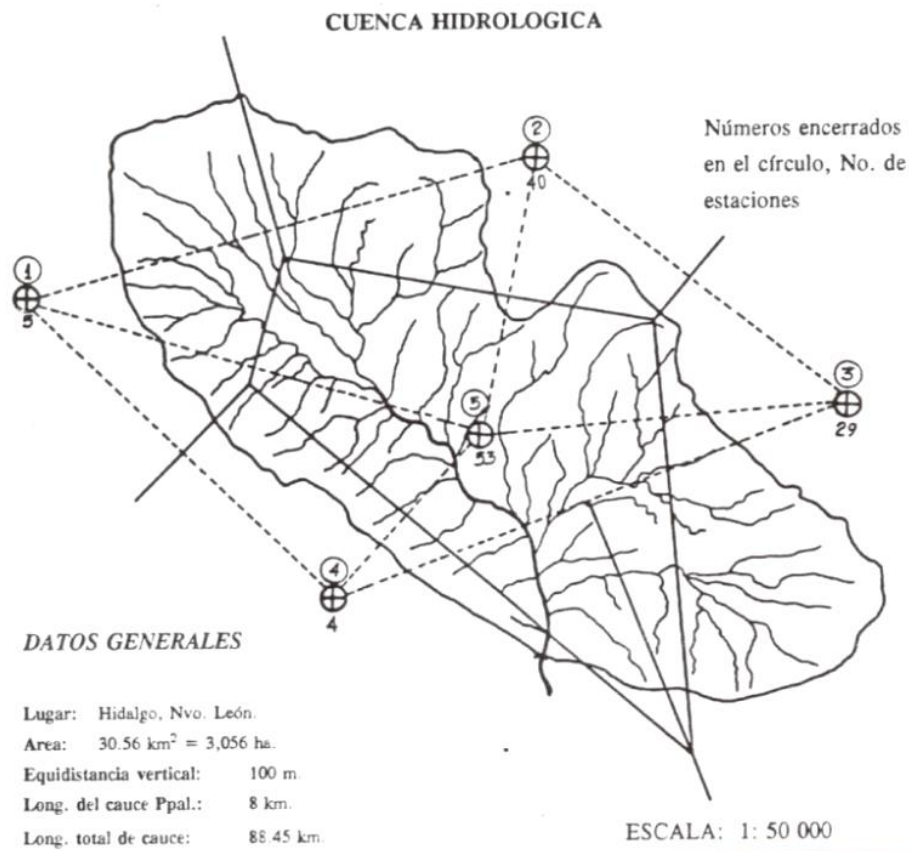 CUENCA HIDROLOGICA
2
40
Números encerrados
en el círculo, No. de
estaciones
1
5
3
29
5
53
4
4
DATOS GENERALES
Lugar: Hidalgo, Nvo. León.
Area: 30.56 km² = 3,056 ha.
Equidistancia vertical: 100 m.
Long. del cauce Ppal.: 8 km.
Long. total de cauce: 88.45 km.
ESCALA: 1: 50 000